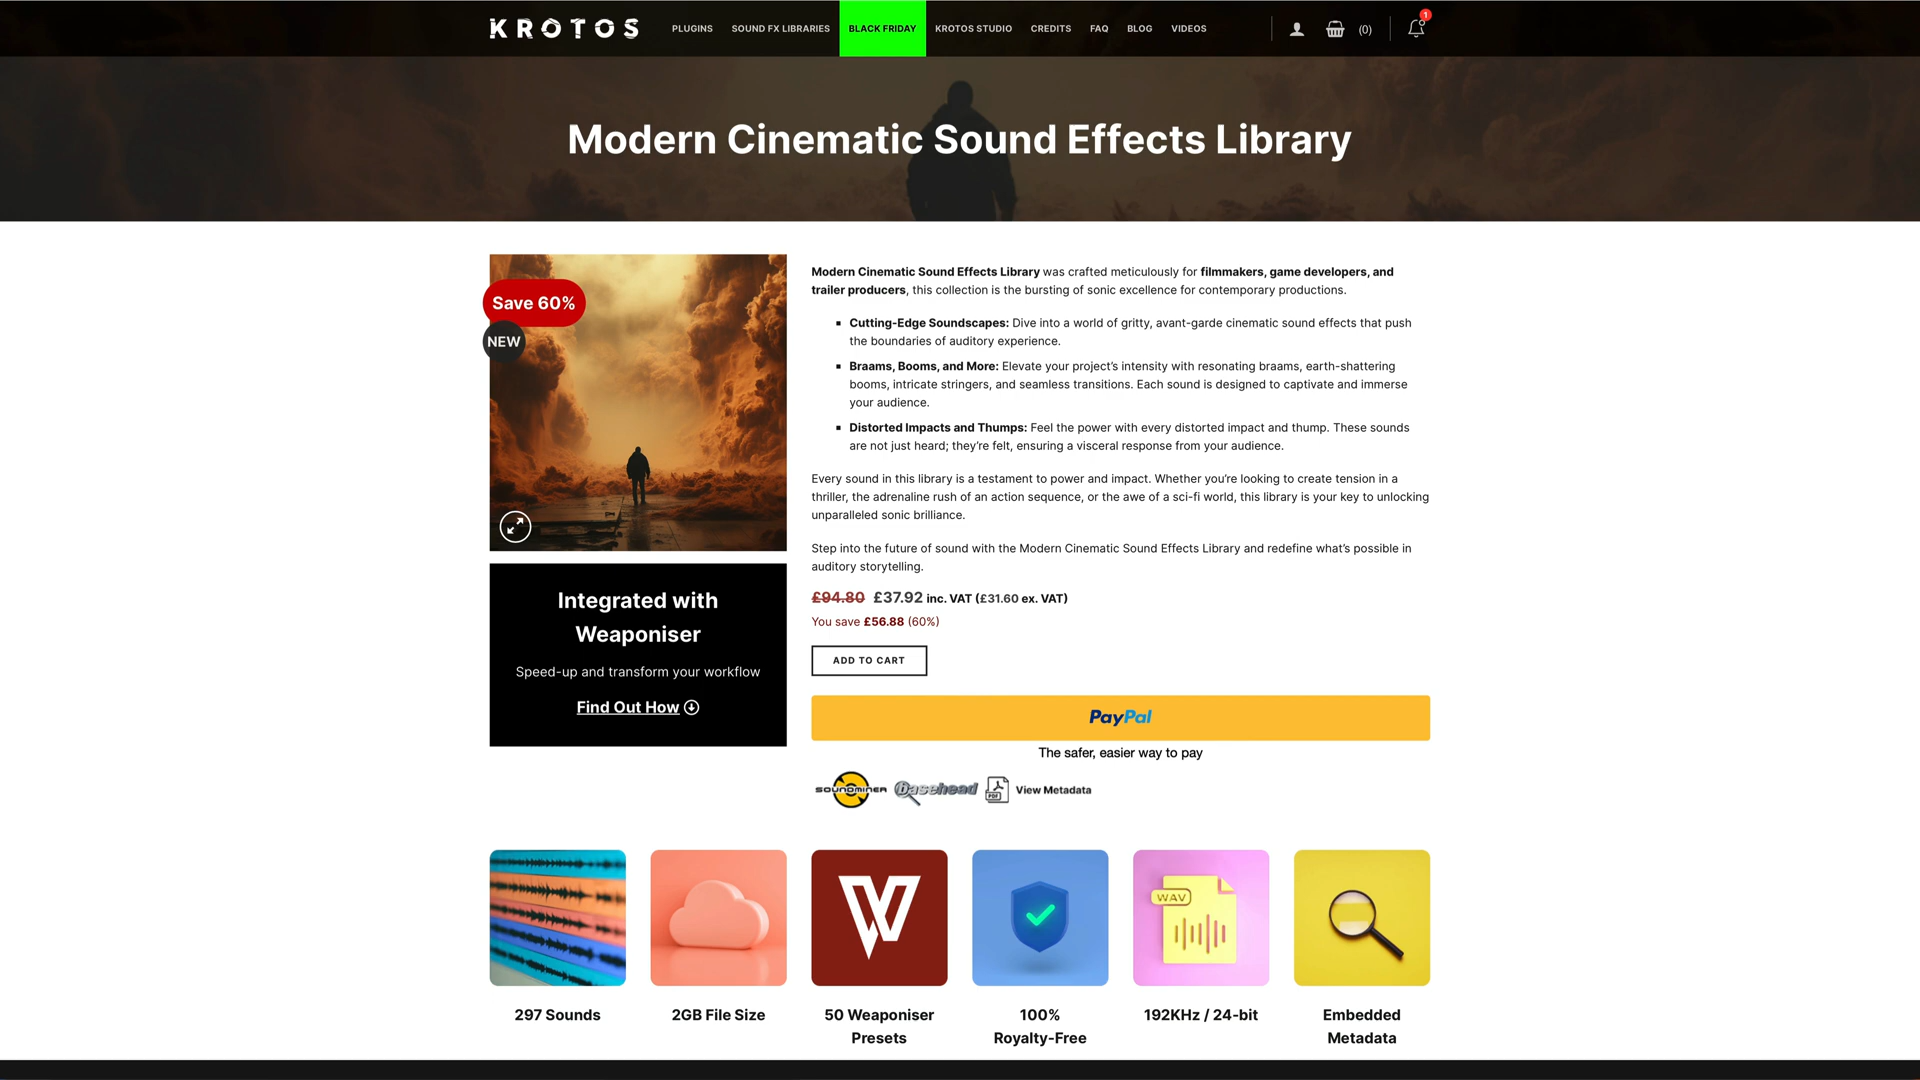 KROTOS
PLUGINS
SOUND FX LIBRARIES
BLACK FRIDAY
KROTOS STUDIO
CREDITS
FAQ
BLOG
VIDEOS
(0)
1
Modern Cinematic Sound Effects Library
Save 60%
NEW
Integrated with
Weaponiser
Speed-up and transform your workflow
Find Out How
Modern Cinematic Sound Effects Library was crafted meticulously for filmmakers, game developers, and
trailer producers, this collection is the bursting of sonic excellence for contemporary productions.
Cutting-Edge Soundscapes: Dive into a world of gritty, avant-garde cinematic sound effects that push
the boundaries of auditory experience.
Braams, Booms, and More: Elevate your project's intensity with resonating braams, earth-shattering
booms, intricate stringers, and seamless transitions. Each sound is designed to captivate and immerse
your audience.
Distorted Impacts and Thumps: Feel the power with every distorted impact and thump. These sounds
are not just heard; they're felt, ensuring a visceral response from your audience.
Every sound in this library is a testament to power and impact. Whether you're looking to create tension in a
thriller, the adrenaline rush of an action sequence, or the awe of a sci-fi world, this library is your key to unlocking
unparalleled sonic brilliance.
Step into the future of sound with the Modern Cinematic Sound Effects Library and redefine what's possible in
auditory storytelling.
£94.80 £37.92 inc. VAT (£31.60 ex. VAT)
You save £56.88 (60%)
ADD TO CART
PayPal
The safer, easier way to pay
SOUNDMINER
basehead
PDF
View Metadata
WAV
297 Sounds
2GB File Size
50 Weaponiser
Presets
100%
Royalty-Free
192KHz / 24-bit
Embedded
Metadata